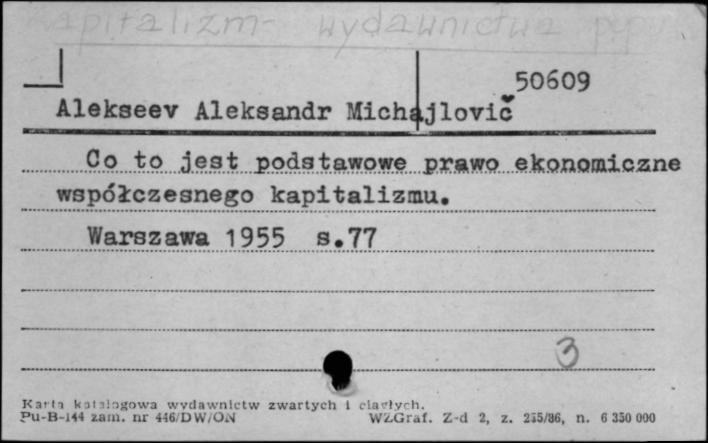 Kapitalizm - wydawnictwa popu
50609
Alekseev Aleksandr Michajlovič
Co to jest podstawowe prawo ekonomiczne
współczesnego kapitalizmu.
Warszawa 1955 s.77
3
Karta katalogowa wydawnictw zwartych i ciągłych.
Pu-B-144 zam. nr 446/DW/ON WZGraf. Z-d 2, z. 255/86, n. 6 350 000